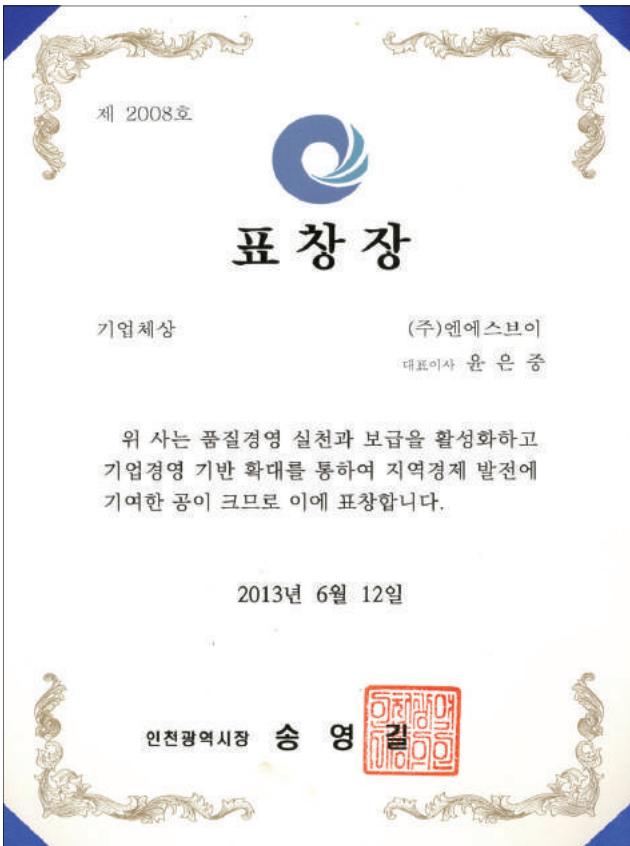 제 2008호
표창장
기업체상 (주)엔에스브이
대표이사 윤 은 중
위 사는 품질경영 실천과 보급을 활성화하고
기업경영 기반 확대를 통하여 지역경제 발전에
기여한 공이 크므로 이에 표창합니다.
2013년 6월 12일
인천광역시장 송 영 길